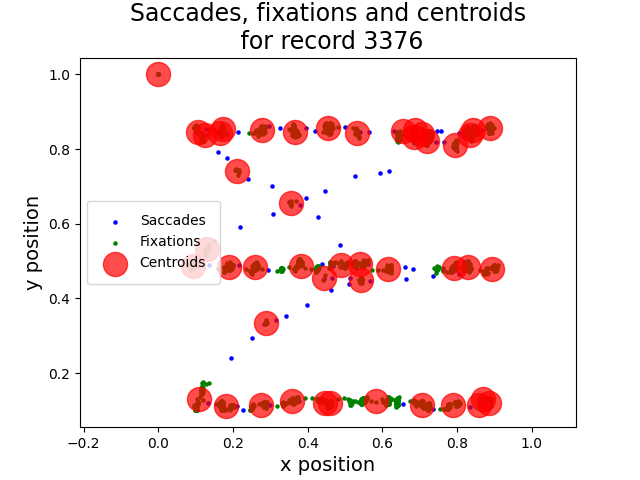 Saccades, fixations and centroids
for record 3376
y position
1.0
0.8
0.6
0.4
0.2
Saccades
Fixations
Centroids
−0.2
0.0
0.2
0.4
0.6
0.8
1.0
x position